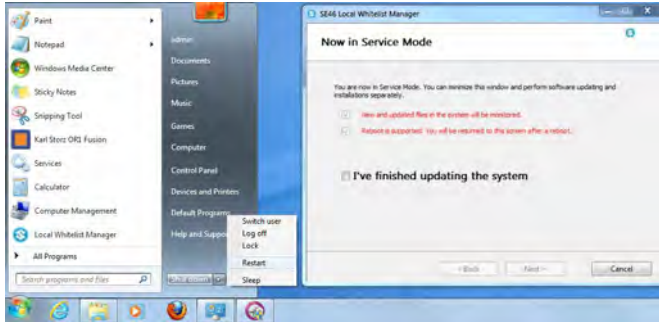 Paint
Notepad
Windows Media Center
Sticky Notes
Snipping Tool
Karl Storz OR1 Fusion
Services
Calculator
Computer Management
Local Whitelist Manager
All Programs
Search programs and files
Admin
Documents
Pictures
Music
Games
Computer
Control Panel
Devices and Printers
Default Programs
Help and Suppo
Switch user
Log off
Lock
Restart
Sleep
SE46 Local Whitelist Manager
Now in Service Mode
You are now in Service Mode. You can minimize this window and perform software updating and
installations separately.
New and updated files in the system will be monitored.
Reboot is supported. You will be returned to this screen after a reboot.
I've finished updating the system
< Back
Next >
Cancel